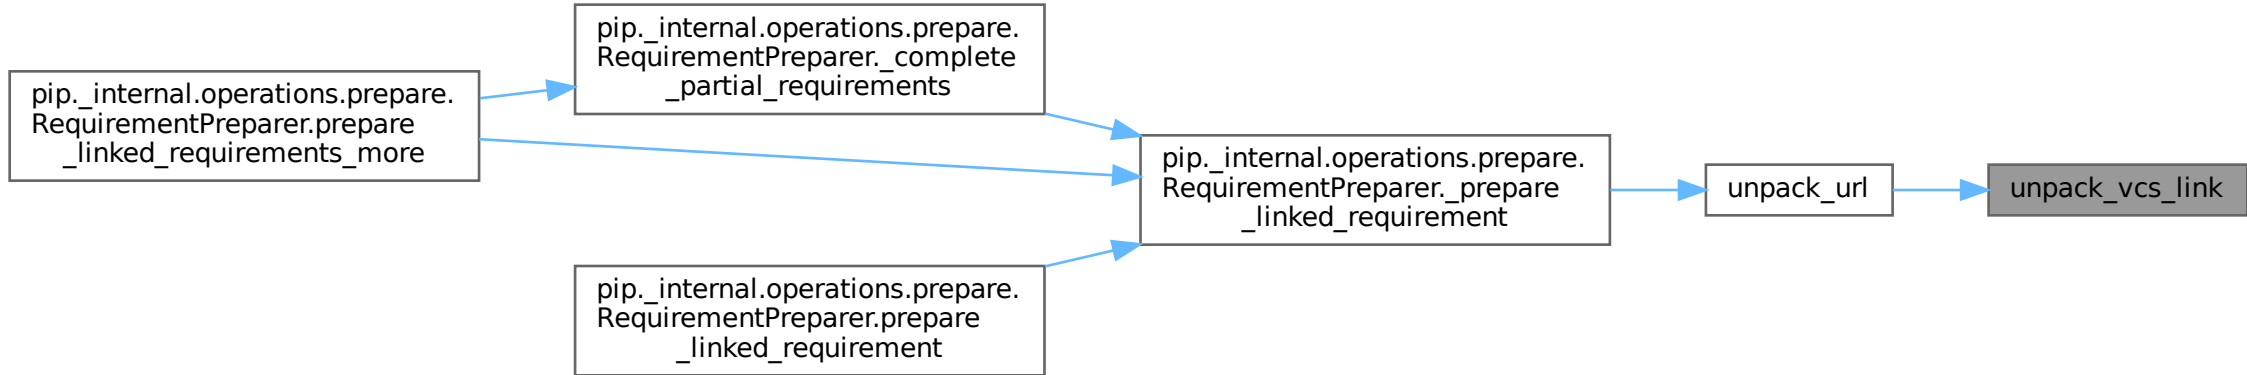 pip._internal.operations.prepare.
RequirementPreparer.prepare
_linked_requirements_more
pip._internal.operations.prepare.
RequirementPreparer._complete
_partial_requirements
pip._internal.operations.prepare.
RequirementPreparer.prepare
_linked_requirement
pip._internal.operations.prepare.
RequirementPreparer._prepare
_linked_requirement
unpack_url
unpack_vcs_link